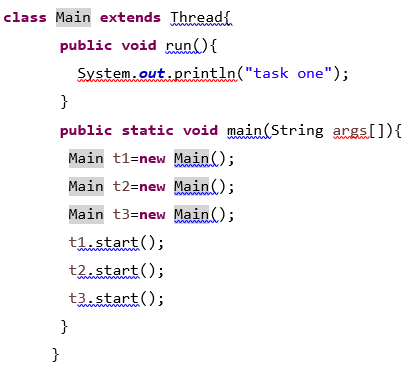 class Main extends Thread{
public void run(){
System.out.println("task one");
}
public static void main(String args[]){
Main t1=new Main();
Main t2=new Main();
Main t3=new Main();
t1.start();
t2.start();
t3.start();
}
}